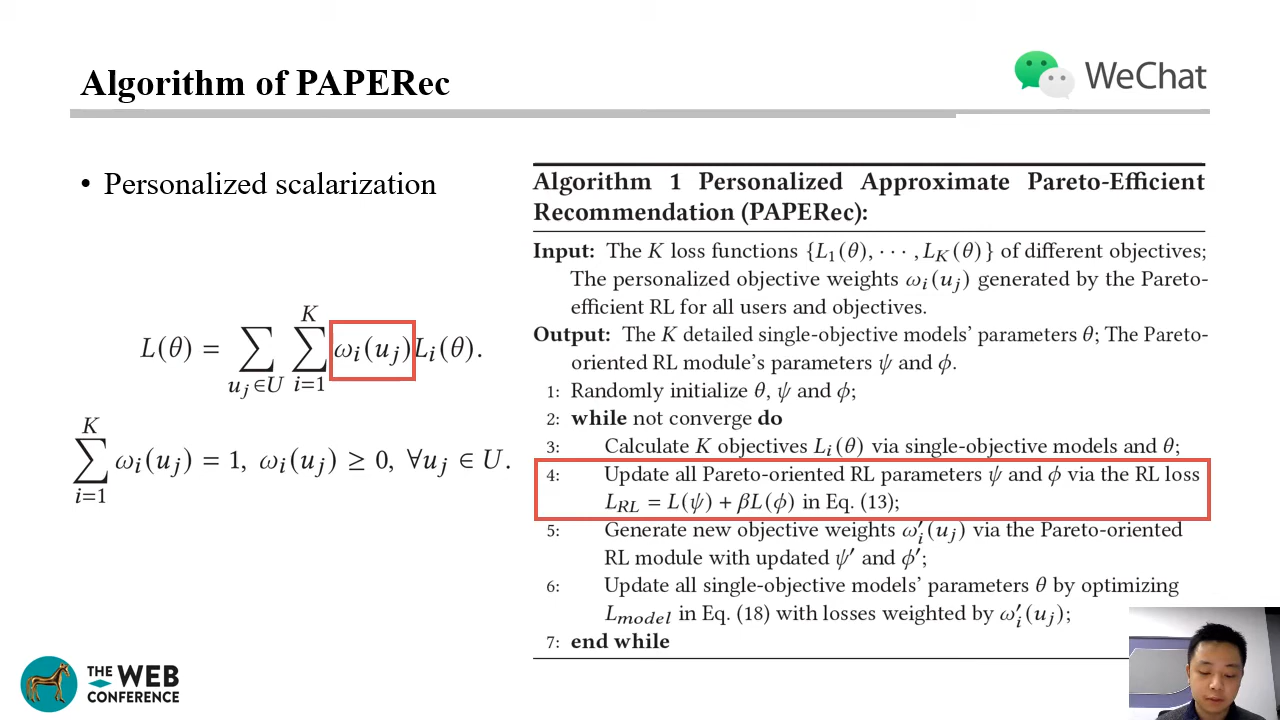 Algorithm of PAPERec
WeChat
• Personalized scalarization
L(θ) = ∑_{u_j∈U} ∑_{i=1}^{K} ω_i(u_j) L_i(θ).
∑_{i=1}^{K} ω_i(u_j) = 1, ω_i(u_j) ≥ 0, ∀u_j ∈ U.
Algorithm 1 Personalized Approximate Pareto-Efficient
Recommendation (PAPERec):
Input: The K loss functions {L₁(θ), · · · , L_K(θ)} of different objectives;
The personalized objective weights ω_i(u_j) generated by the Pareto-
efficient RL for all users and objectives.
Output: The K detailed single-objective models' parameters θ; The Pareto-
oriented RL module's parameters ψ and ϕ.
1: Randomly initialize θ, ψ and ϕ;
2: while not converge do
3: Calculate K objectives L_i(θ) via single-objective models and θ;
4: Update all Pareto-oriented RL parameters ψ and ϕ via the RL loss
L_{RL} = L(ψ) + βL(ϕ) in Eq. (13);
5: Generate new objective weights ω′_i(u_j) via the Pareto-oriented
RL module with updated ψ′ and ϕ′;
6: Update all single-objective models' parameters θ by optimizing
L_{model} in Eq. (18) with losses weighted by ω′_i(u_j);
7: end while
THE WEB
CONFERENCE